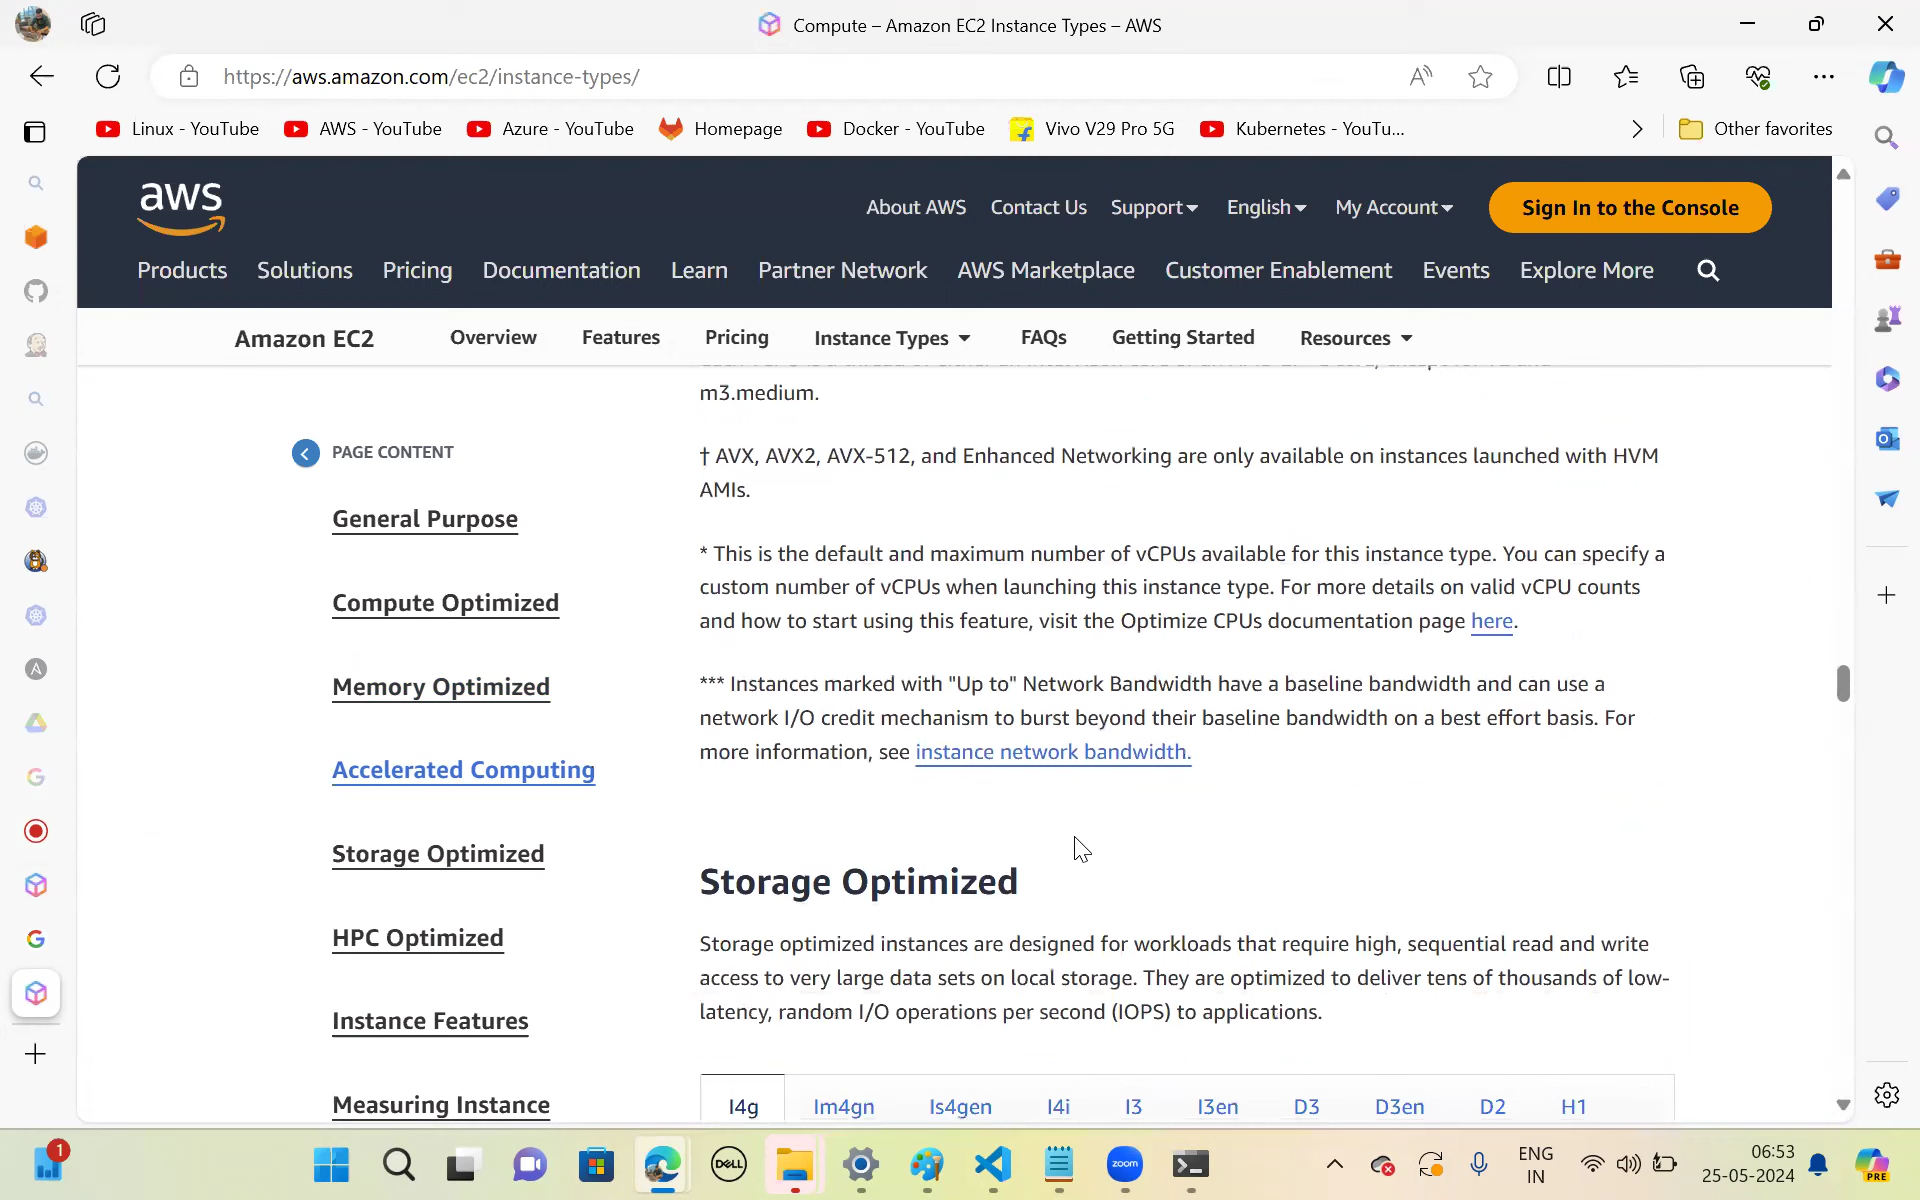 Compute – Amazon EC2 Instance Types – AWS
https://aws.amazon.com/ec2/instance-types/
Linux - YouTube
AWS - YouTube
Azure - YouTube
Homepage
Docker - YouTube
Vivo V29 Pro 5G
Kubernetes - YouTu...
Other favorites
aws
About AWS
Contact Us
Support
English
My Account
Sign In to the Console
Products
Solutions
Pricing
Documentation
Learn
Partner Network
AWS Marketplace
Customer Enablement
Events
Explore More
Amazon EC2
Overview
Features
Pricing
Instance Types
FAQs
Getting Started
Resources
PAGE CONTENT
General Purpose
Compute Optimized
Memory Optimized
Accelerated Computing
Storage Optimized
HPC Optimized
Instance Features
Measuring Instance
m3.medium.
† AVX, AVX2, AVX-512, and Enhanced Networking are only available on instances launched with HVM
AMIs.
* This is the default and maximum number of vCPUs available for this instance type. You can specify a
custom number of vCPUs when launching this instance type. For more details on valid vCPU counts
and how to start using this feature, visit the Optimize CPUs documentation page here.
*** Instances marked with "Up to" Network Bandwidth have a baseline bandwidth and can use a
network I/O credit mechanism to burst beyond their baseline bandwidth on a best effort basis. For
more information, see instance network bandwidth.
Storage Optimized
Storage optimized instances are designed for workloads that require high, sequential read and write
access to very large data sets on local storage. They are optimized to deliver tens of thousands of low-
latency, random I/O operations per second (IOPS) to applications.
I4g
Im4gn
Is4gen
I4i
I3
I3en
D3
D3en
D2
H1
1
DELL
zoom
ENG
IN
06:53
25-05-2024
PRE